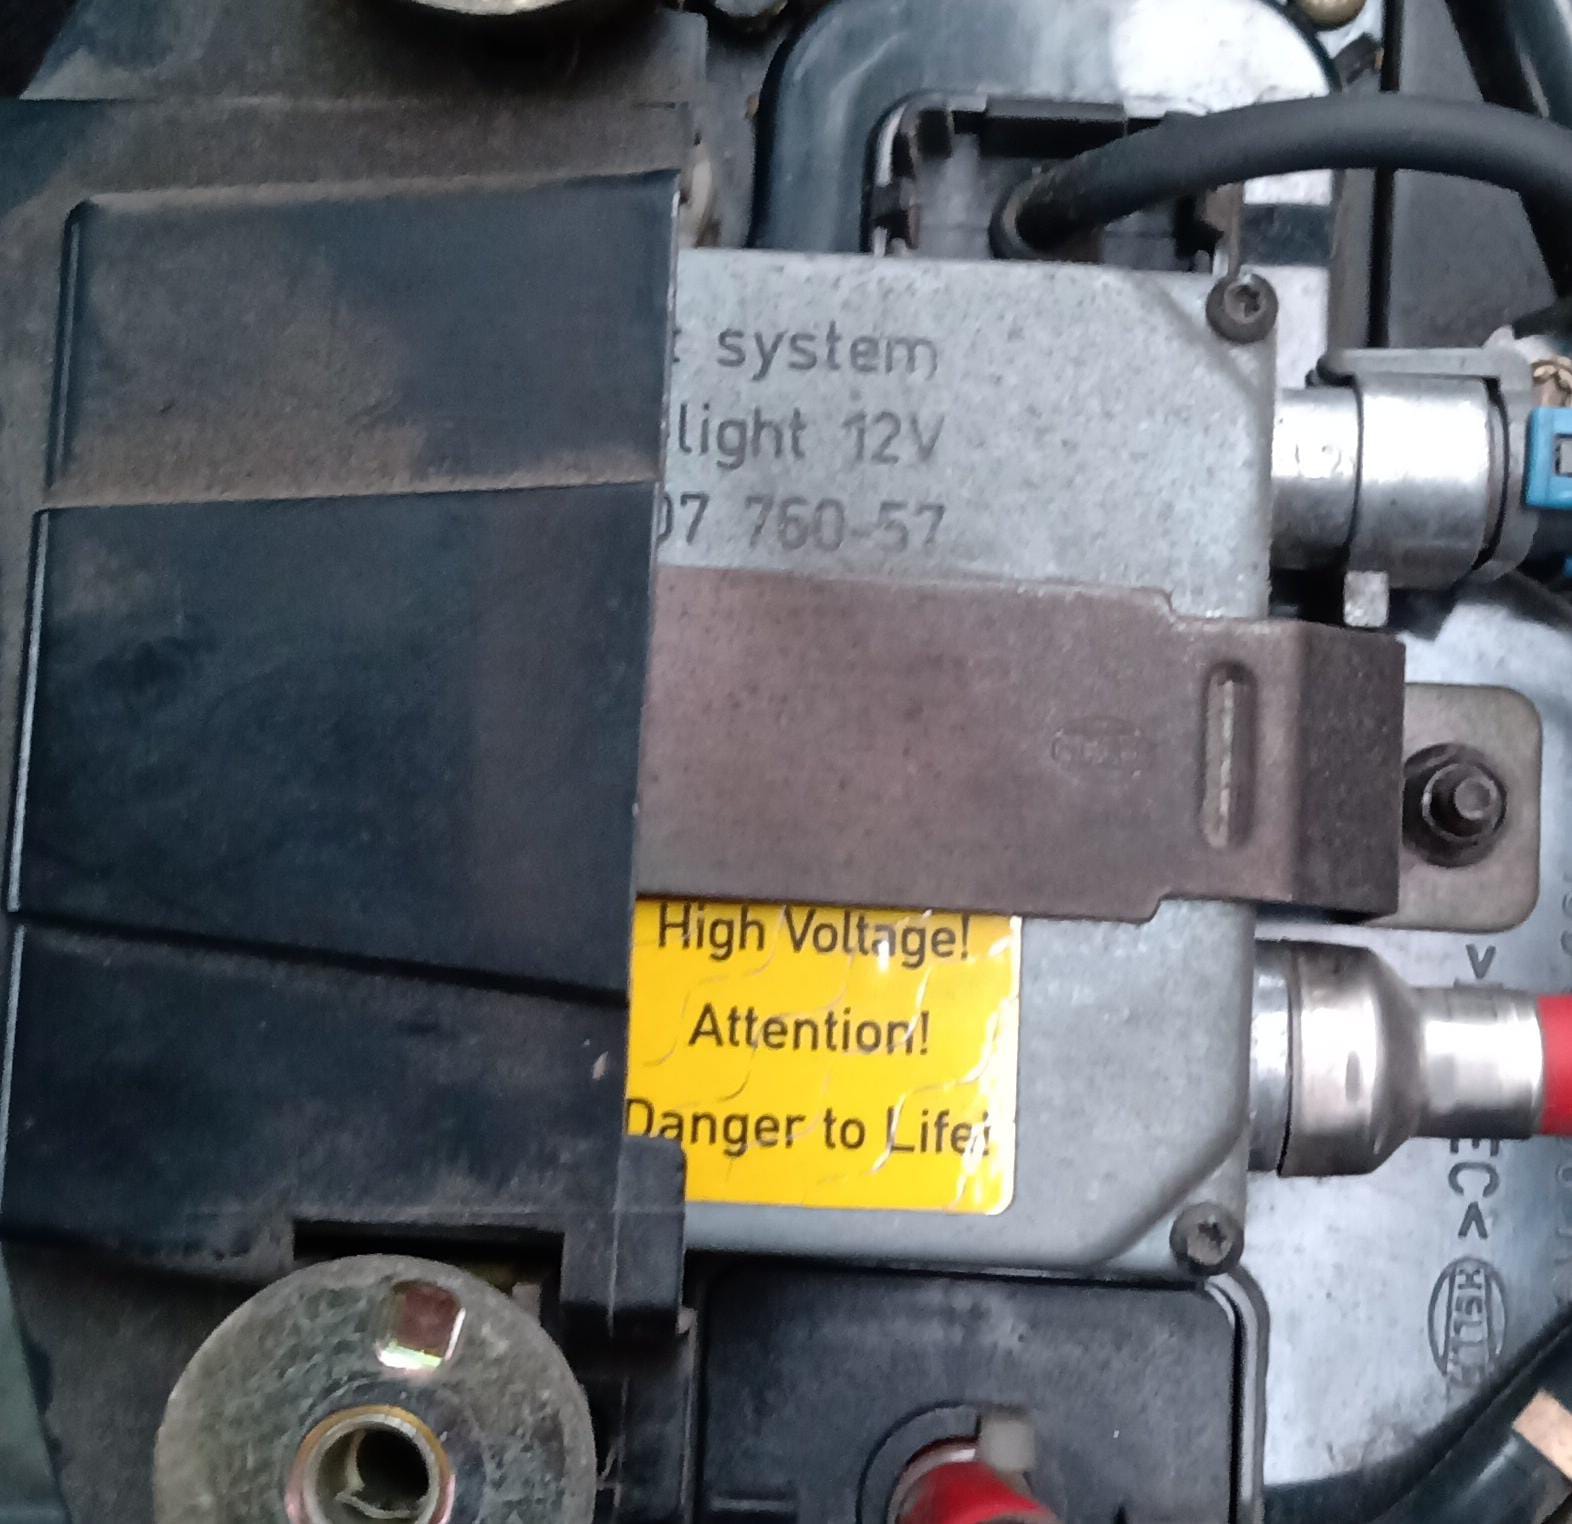 system
light 12V
07 760-57
High Voltage!
Attention!
Danger to Life!
HELLA